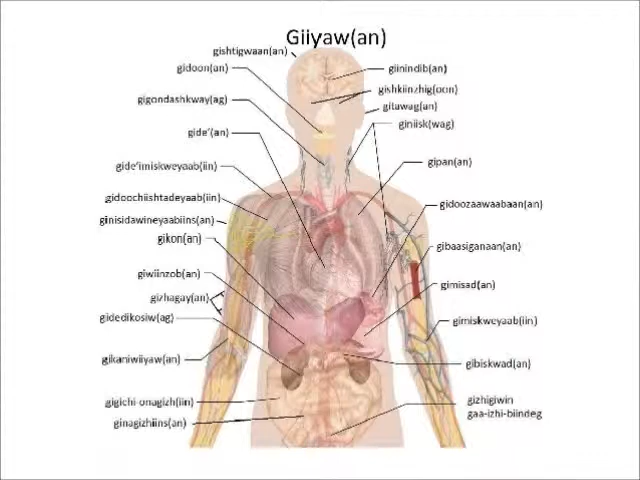 Giiyaw(an)
gishtigwaan(an)
gidoon(an)
gigondashkway(ag)
gide'(an)
gide'imiskweyaab(iin)
gidoochiishtadeyaab(iin)
ginisidawineyaabiins(an)
gikon(an)
giwiinzob(an)
gizhagay(an)
gidedikosiw(ag)
gikaniwiiyaw(an)
gigichi-onagizh(iin)
ginagizhiins(an)
giinindib(an)
gishkiinzhig(oon)
gitawag(an)
giniisk(wag)
gipan(an)
gidoozaawaabaan(an)
gibaasiganaan(an)
gimisad(an)
gimiskweyaab(iin)
gibiskwad(an)
gizhigiwin
gaa-izhi-biindeg